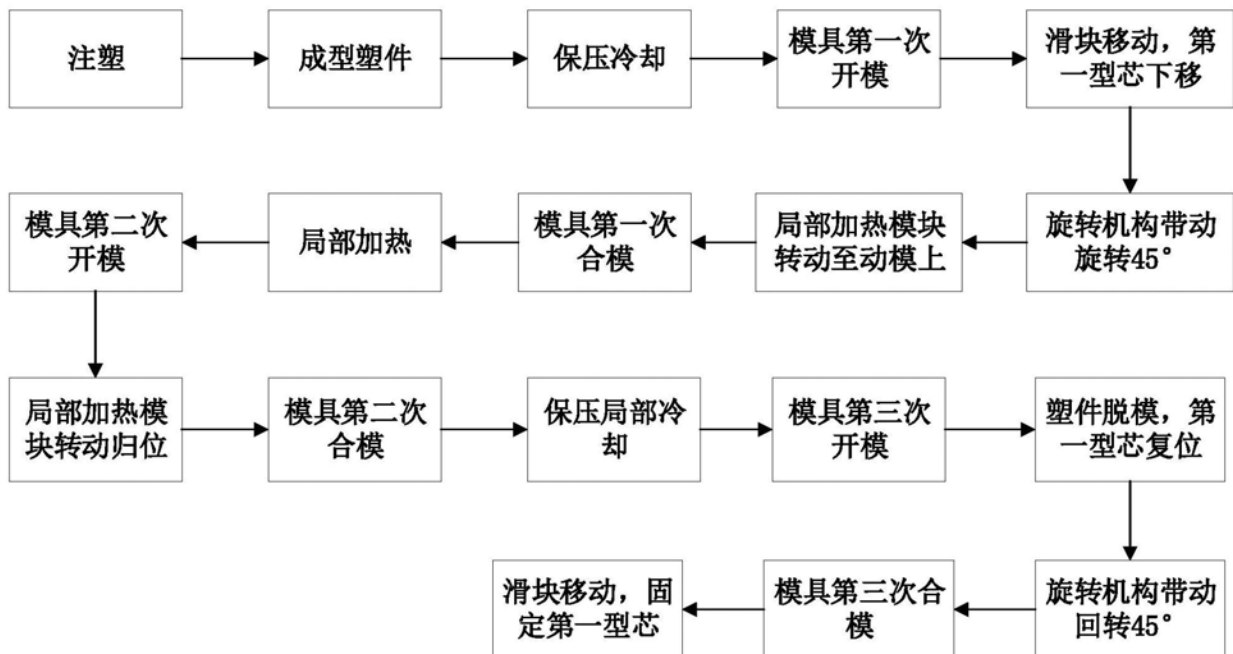 注塑
成型塑件
保压冷却
模具第一次
开模
滑块移动，第
一型芯下移
旋转机构带动
旋转45°
局部加热模块
转动至动模上
模具第一次
合模
局部加热
模具第二次
开模
局部加热模
块转动归位
模具第二次
合模
保压局部冷
却
模具第三次
开模
塑件脱模，第
一型芯复位
旋转机构带动
回转45°
模具第三次合
模
滑块移动，固
定第一型芯